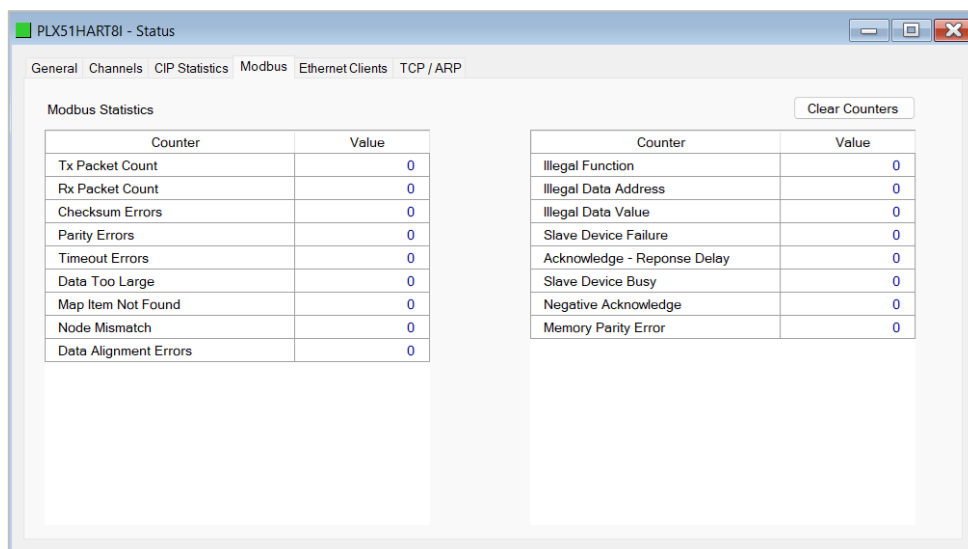 PLX51HART8I - Status
General Channels CIP Statistics Modbus Ethernet Clients TCP / ARP
Modbus Statistics
Clear Counters
Counter Value
Tx Packet Count 0
Rx Packet Count 0
Checksum Errors 0
Parity Errors 0
Timeout Errors 0
Data Too Large 0
Map Item Not Found 0
Node Mismatch 0
Data Alignment Errors 0
Counter Value
Illegal Function 0
Illegal Data Address 0
Illegal Data Value 0
Slave Device Failure 0
Acknowledge - Reponse Delay 0
Slave Device Busy 0
Negative Acknowledge 0
Memory Parity Error 0